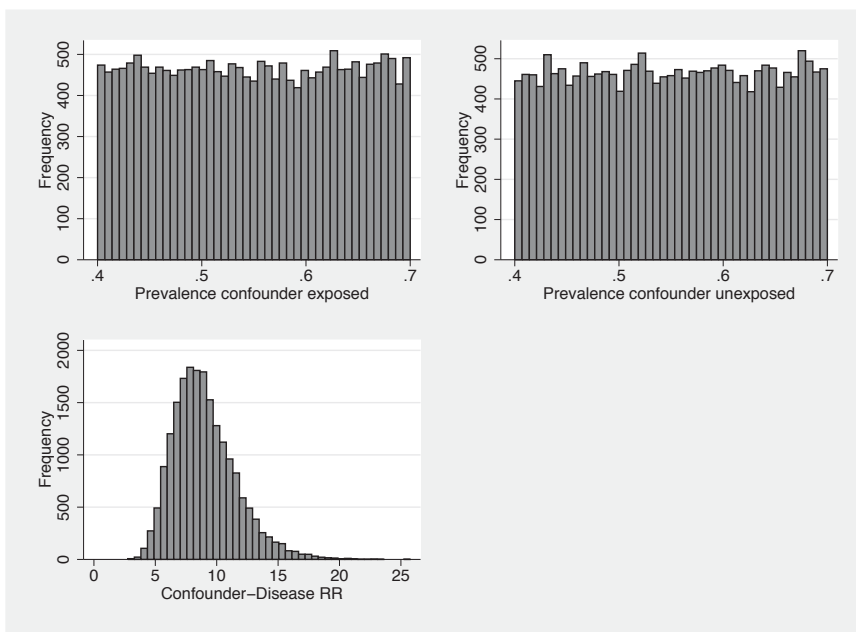 500
400
300
200
100
0
Frequency
.4 .5 .6 .7
Prevalence confounder exposed
500
400
300
200
100
0
Frequency
.4 .5 .6 .7
Prevalence confounder unexposed
2000
1500
1000
500
0
Frequency
0 5 10 15 20 25
Confounder–Disease RR